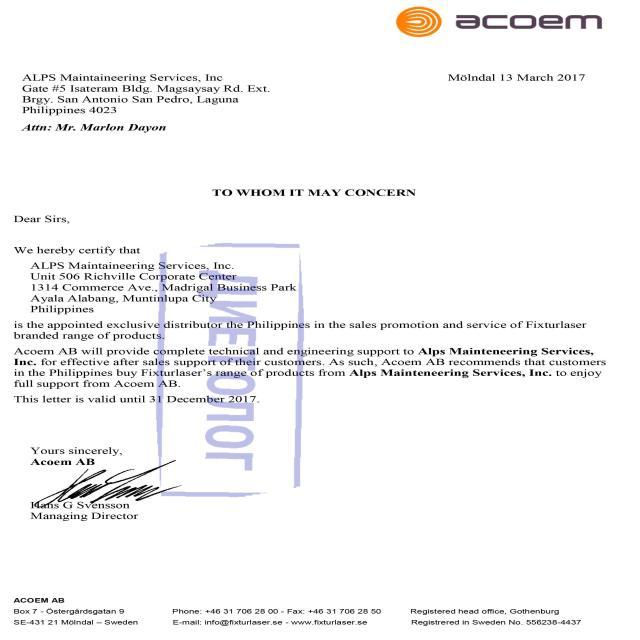 acoem
ALPS Maintaineering Services, Inc
Mölndal 13 March 2017
Gate #5 Isateram Bldg. Magsaysay Rd. Ext.
Brgy. San Antonio San Pedro, Laguna
Philippines 4023
Attn: Mr. Marlon Dayon
TO WHOM IT MAY CONCERN
Dear Sirs,
We hereby certify that
ALPS Maintaineering Services, Inc.
Unit 506 Richville Corporate Center
1314 Commerce Ave., Madrigal Business Park
Ayala Alabang, Muntinlupa City
Philippines
is the appointed exclusive distributor the Philippines in the sales promotion and service of Fixturlaser
branded range of products.
Acoem AB will provide complete technical and engineering support to Alps Mainteneering Services,
Inc. for effective after sales support of their customers. As such, Acoem AB recommends that customers
in the Philippines buy Fixturlaser's range of products from Alps Mainteneering Services, Inc. to enjoy
full support from Acoem AB.
This letter is valid until 31 December 2017.
Yours sincerely,
Acoem AB
Hans G Svensson
Managing Director
ACOEM AB
Box 7 - Östergårdsgatan 9
Phone: +46 31 706 28 00 - Fax: +46 31 706 28 50
Registered head office, Gothenburg
SE-431 21 Mölndal – Sweden
E-mail: info@fixturlaser.se - www.fixturlaser.se
Registrered in Sweden No. 556238-4437